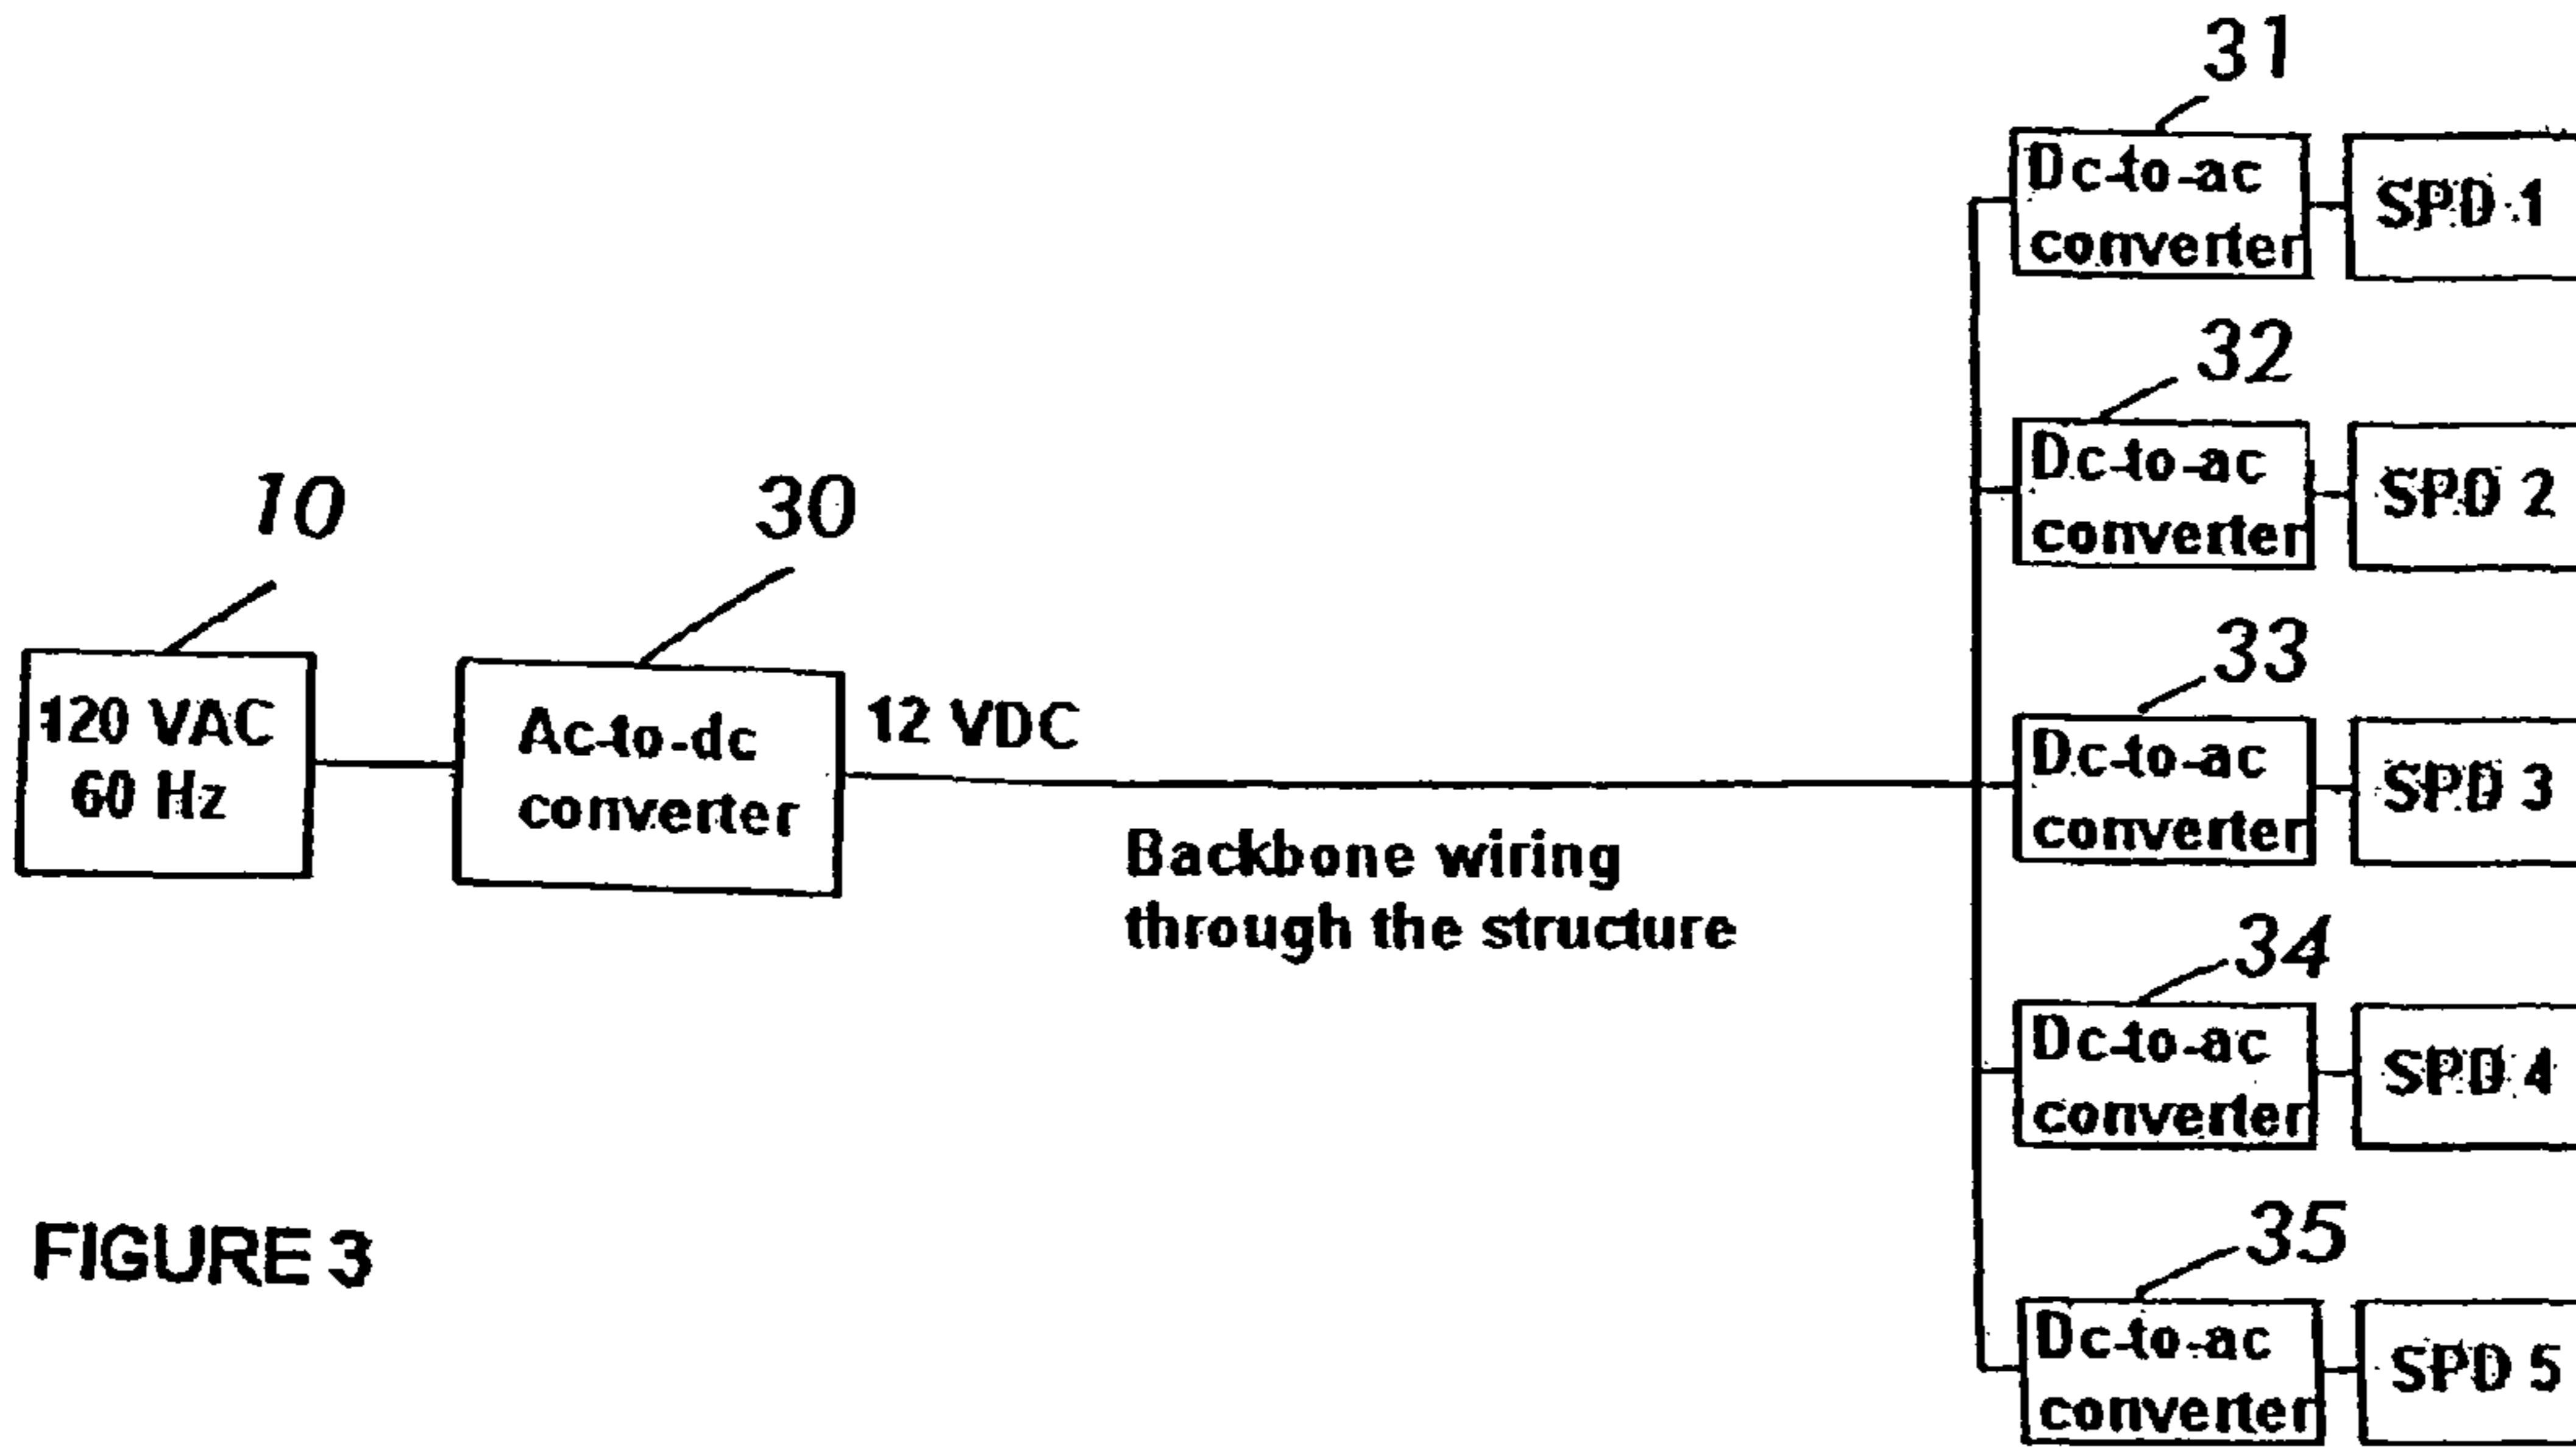 31
Dc-to-ac
converter
SPD 1
32
Dc-to-ac
converter
SPD 2
10
30
120 VAC
60 Hz
Ac-to-dc
converter
12 VDC
Backbone wiring
through the structure
33
Dc-to-ac
converter
SPD 3
34
Dc-to-ac
converter
SPD 4
35
Dc-to-ac
converter
SPD 5
FIGURE 3